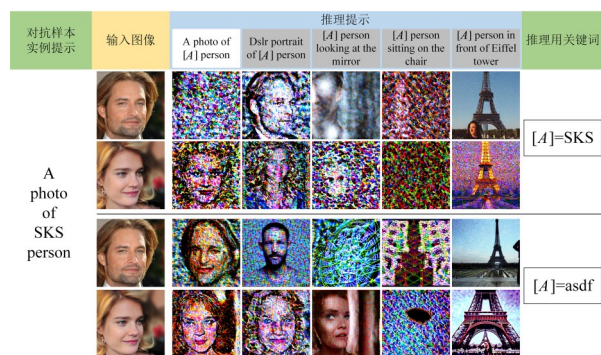 对抗样本
实例提示
输入图像
推理提示
推理用关键词
A photo of
[A] person
Dslr portrait
of [A] person
[A] person
looking at the
mirror
[A] person
sitting on the
chair
[A] person in
front of Eiffel
tower
A
photo
of
SKS
person
[A]=SKS
[A]=asdf